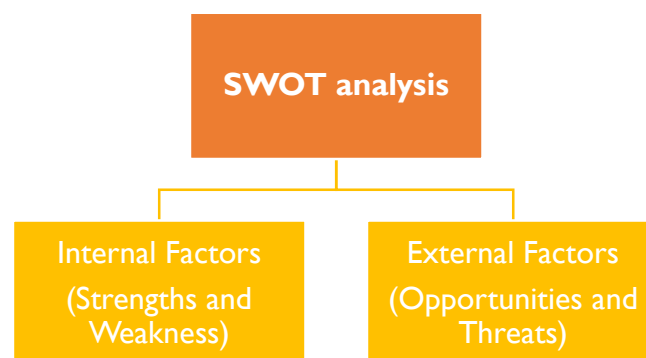 SWOT analysis
Internal Factors
(Strengths and
Weakness)
External Factors
(Opportunities and
Threats)